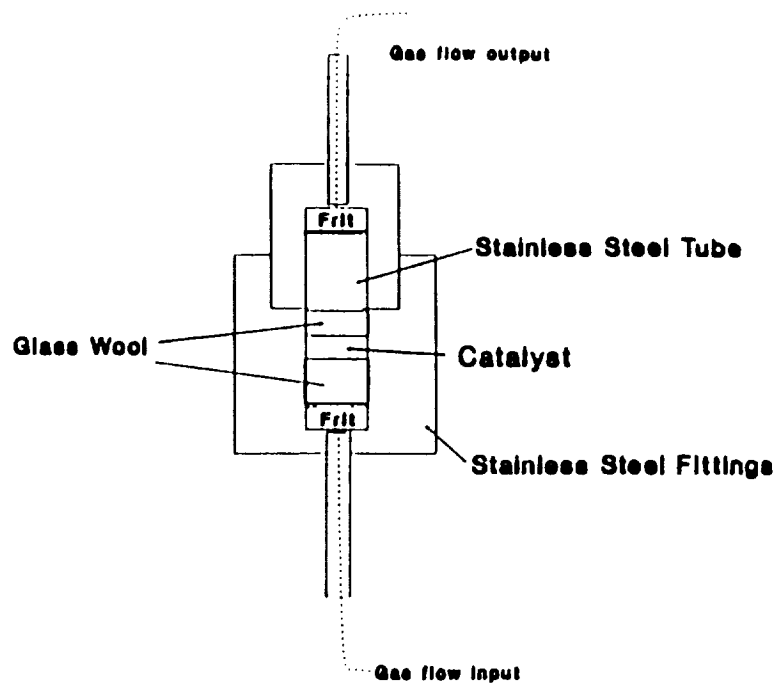 Gas flow output
Frit
Stainless Steel Tube
Glass Wool
Catalyst
Frit
Stainless Steel Fittings
Gas flow input